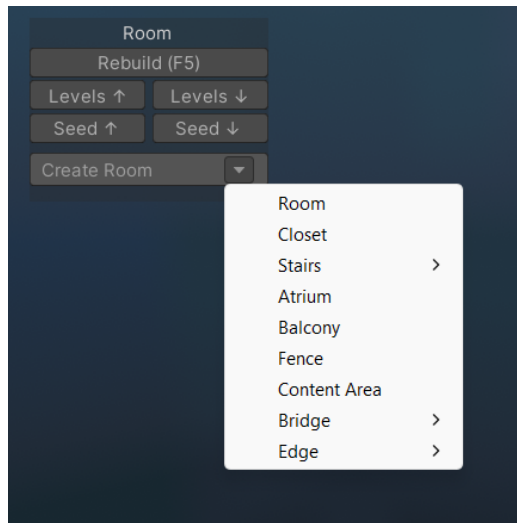 Room
Rebuild (F5)
Levels ↑ Levels ↓
Seed ↑ Seed ↓
Create Room
Room
Closet
Stairs
Atrium
Balcony
Fence
Content Area
Bridge
Edge